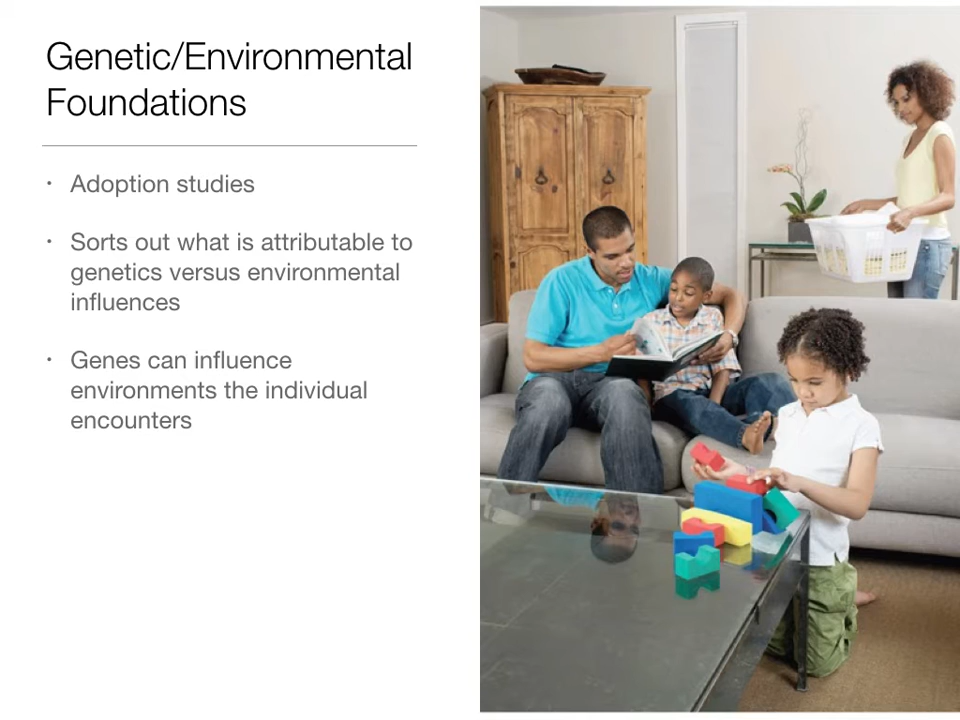 Genetic/Environmental
Foundations
• Adoption studies
• Sorts out what is attributable to
genetics versus environmental
influences
• Genes can influence
environments the individual
encounters